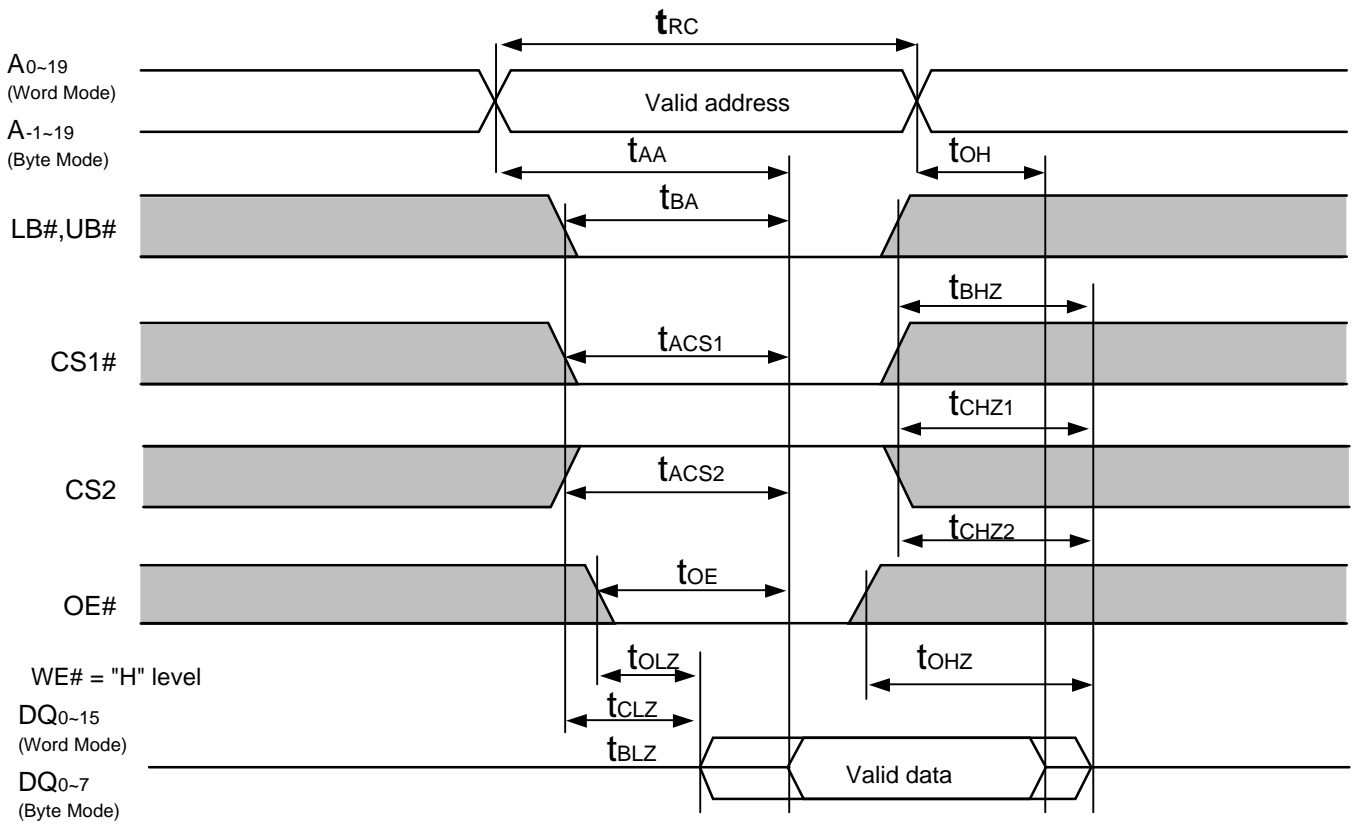 tRC
A0~19
(Word Mode)
Valid address
A-1~19
(Byte Mode)
tAA
tOH
tBA
LB#,UB#
tBHZ
tACS1
CS1#
tCHZ1
tACS2
CS2
tCHZ2
tOE
OE#
tOLZ
tOHZ
WE# = "H" level
tCLZ
DQ0~15
(Word Mode)
tBLZ
Valid data
DQ0~7
(Byte Mode)